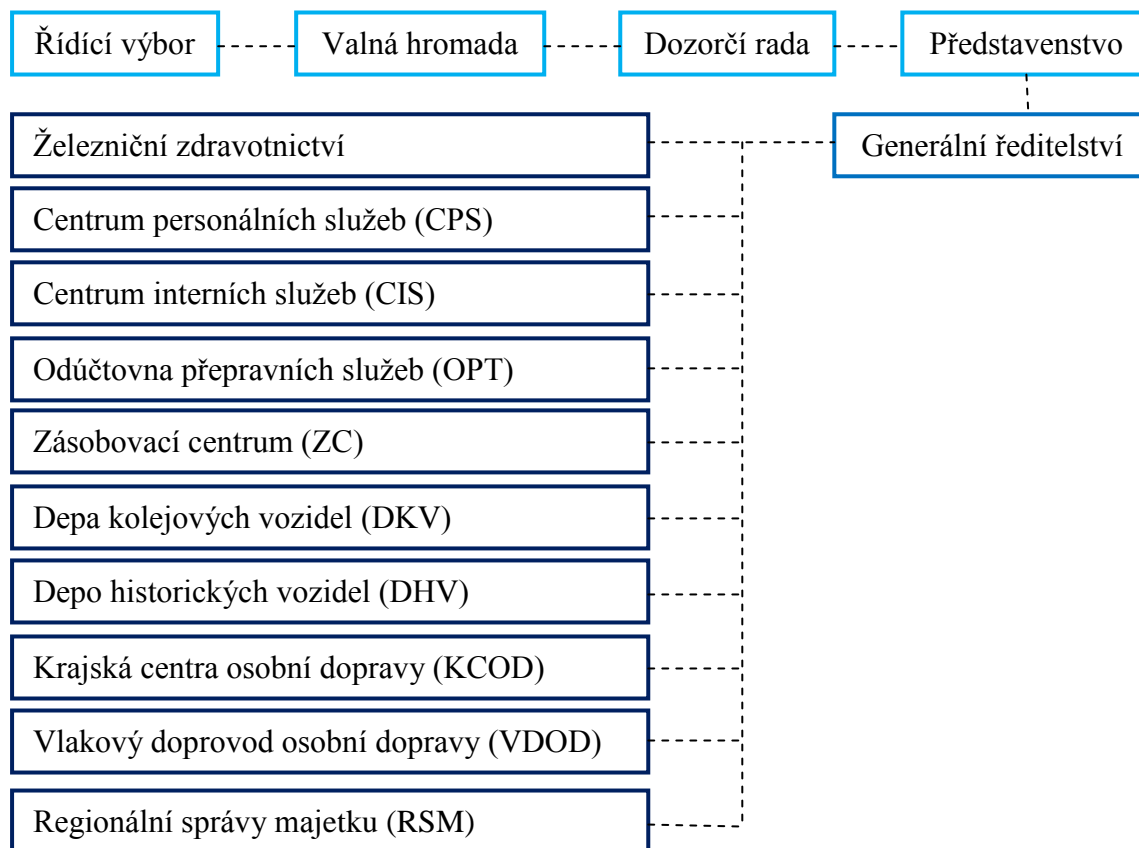 Řídící výbor
Valná hromada
Dozorčí rada
Představenstvo
Generální ředitelství
Železniční zdravotnictví
Centrum personálních služeb (CPS)
Centrum interních služeb (CIS)
Odúčtovna přepravních služeb (OPT)
Zásobovací centrum (ZC)
Depa kolejových vozidel (DKV)
Depo historických vozidel (DHV)
Krajská centra osobní dopravy (KCOD)
Vlakový doprovod osobní dopravy (VDOD)
Regionální správy majetku (RSM)